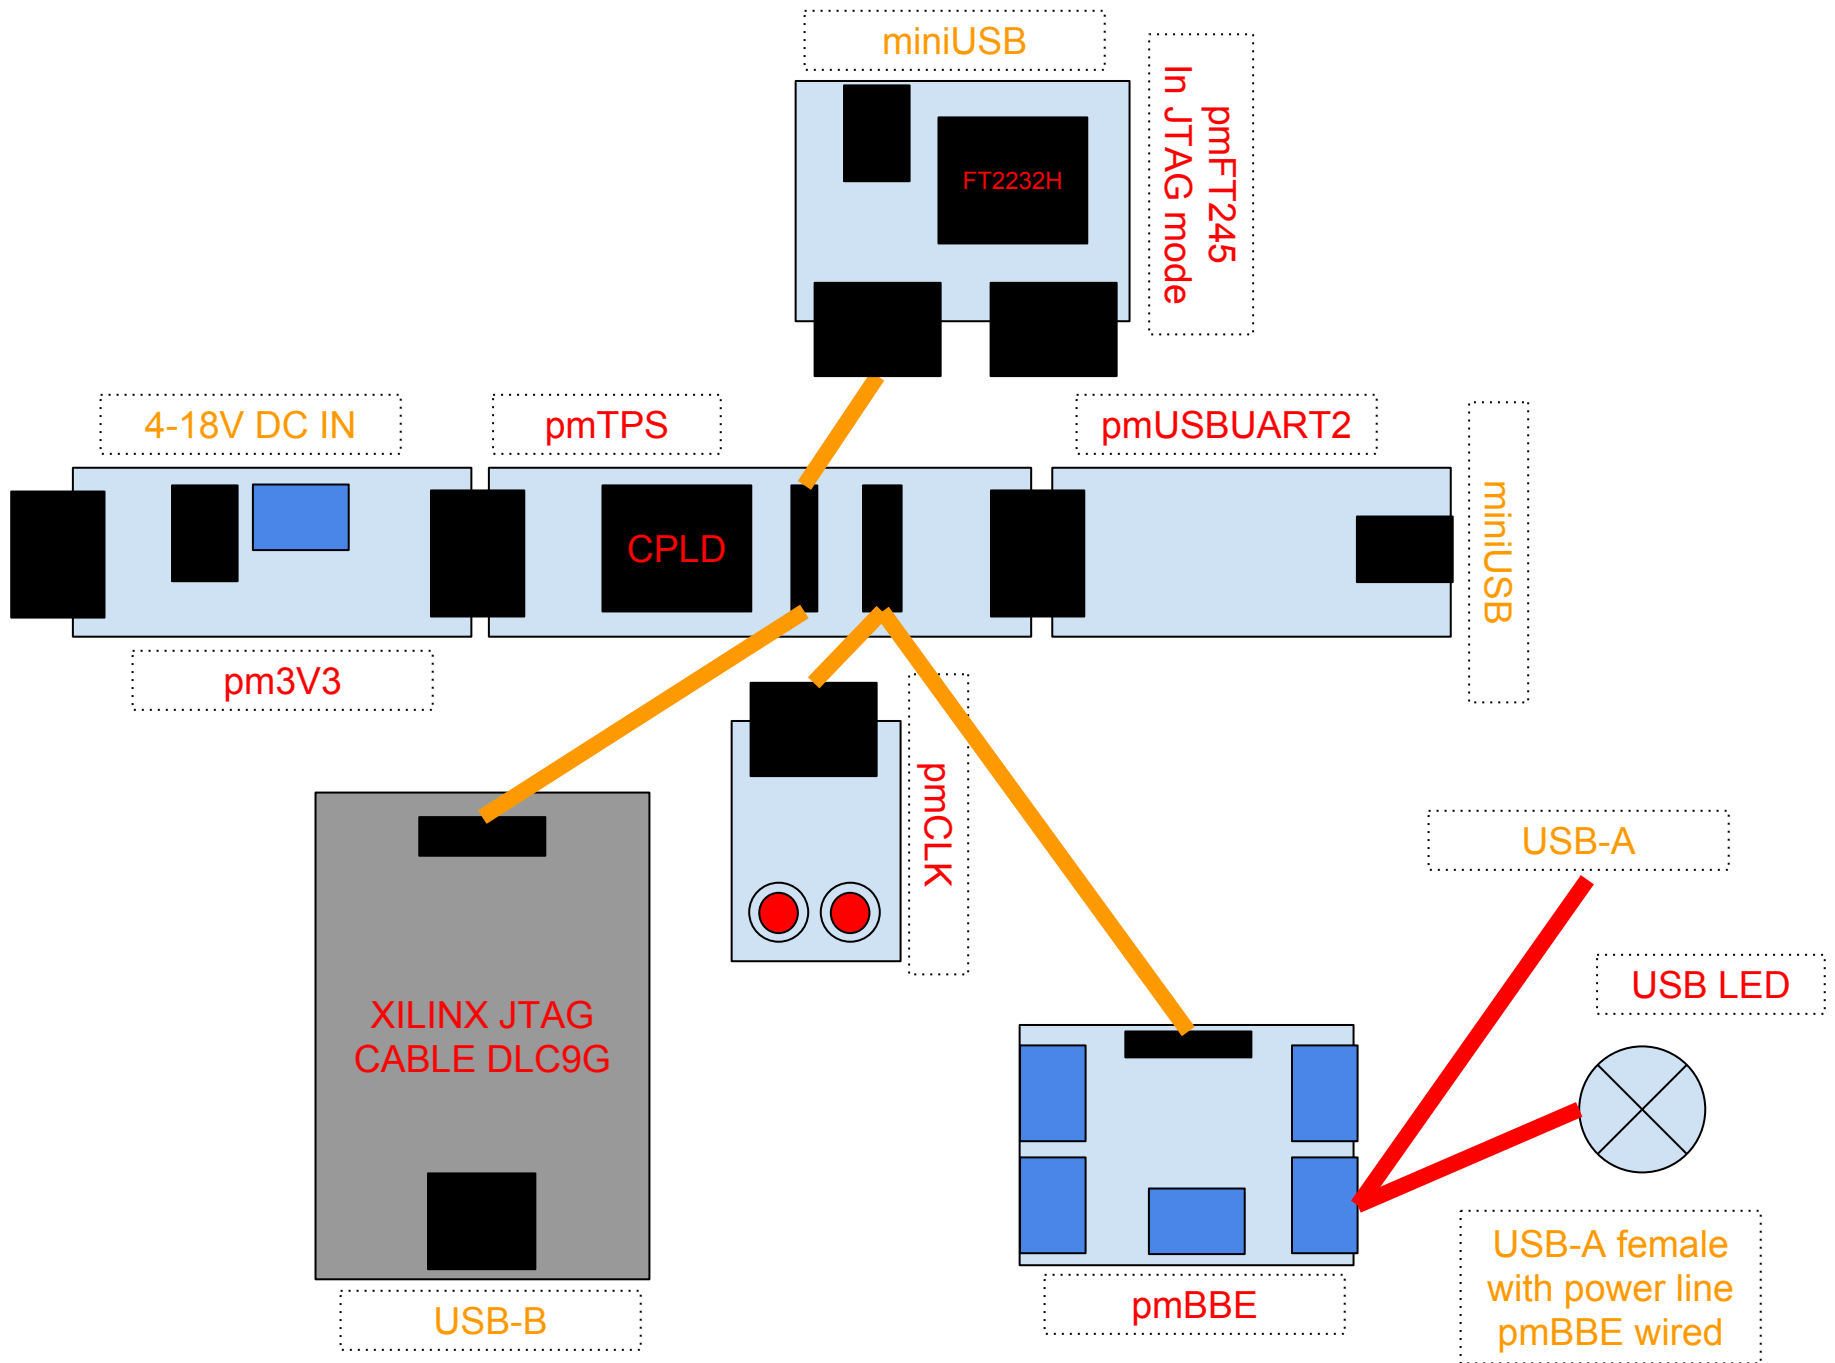 miniUSB
pmFT245
In JTAG mode
FT2232H
4-18V DC IN
pmTPS
pmUSBUART2
miniUSB
CPLD
pm3V3
pmCLK
XILINX JTAG
CABLE DLC9G
USB-B
USB-A
USB LED
pmBBE
USB-A female
with power line
pmBBE wired